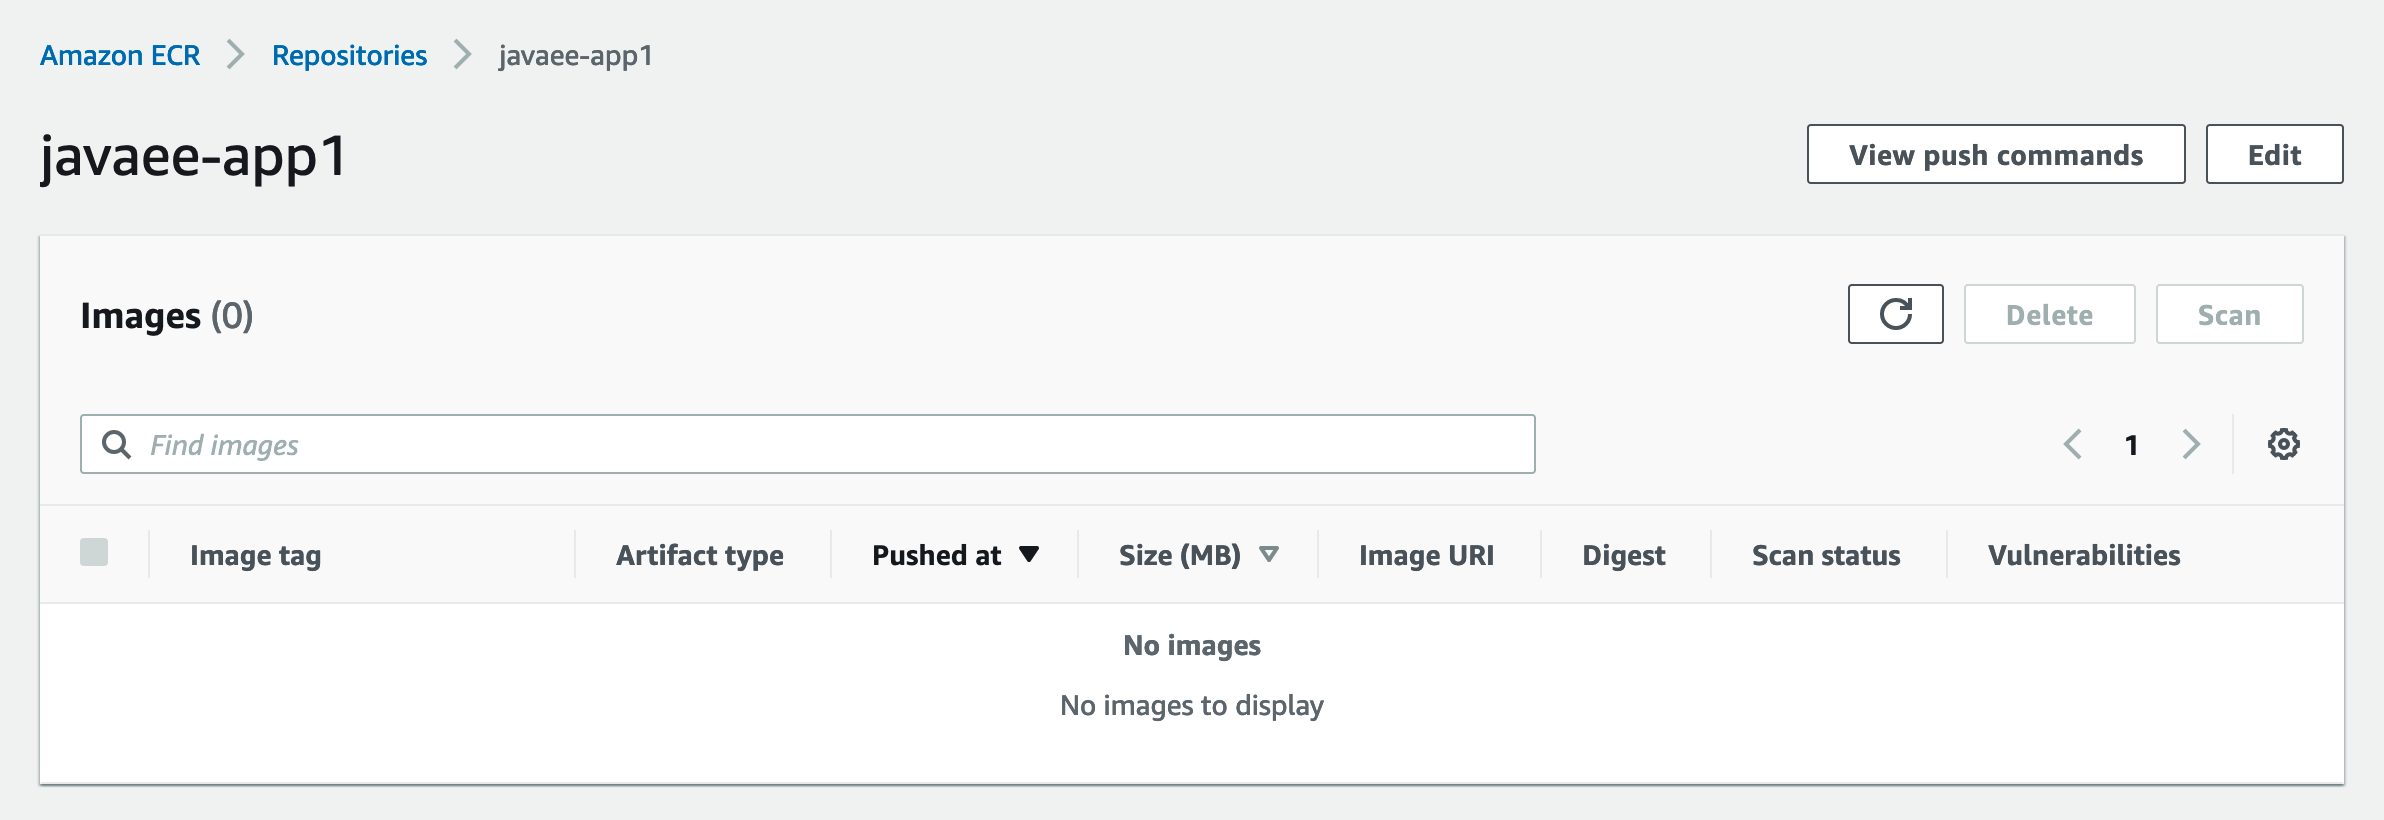 Amazon ECR Repositories javaee-app1
javaee-app1
View push commands Edit
Images (0)
Delete Scan
Find images
1
Image tag Artifact type Pushed at Size (MB) Image URI Digest Scan status Vulnerabilities
No images
No images to display